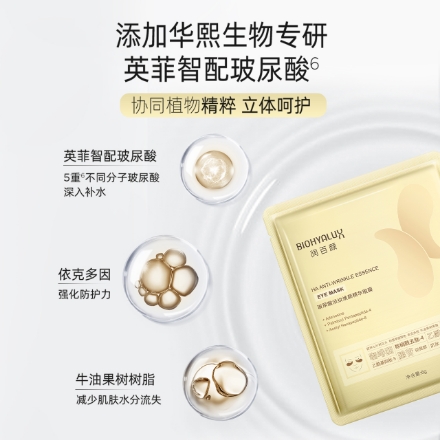 添加华熙生物专研
英菲智配玻尿酸6
协同植物精粹 立体呵护
英菲智配玻尿酸
5重6不同分子玻尿酸
深入补水
依克多因
强化防护力
牛油果树树脂
减少肌肤水分流失
BIOHYALUX
润百颜
HA ANTI-WRINKLE ESSENCE
EYE MASK